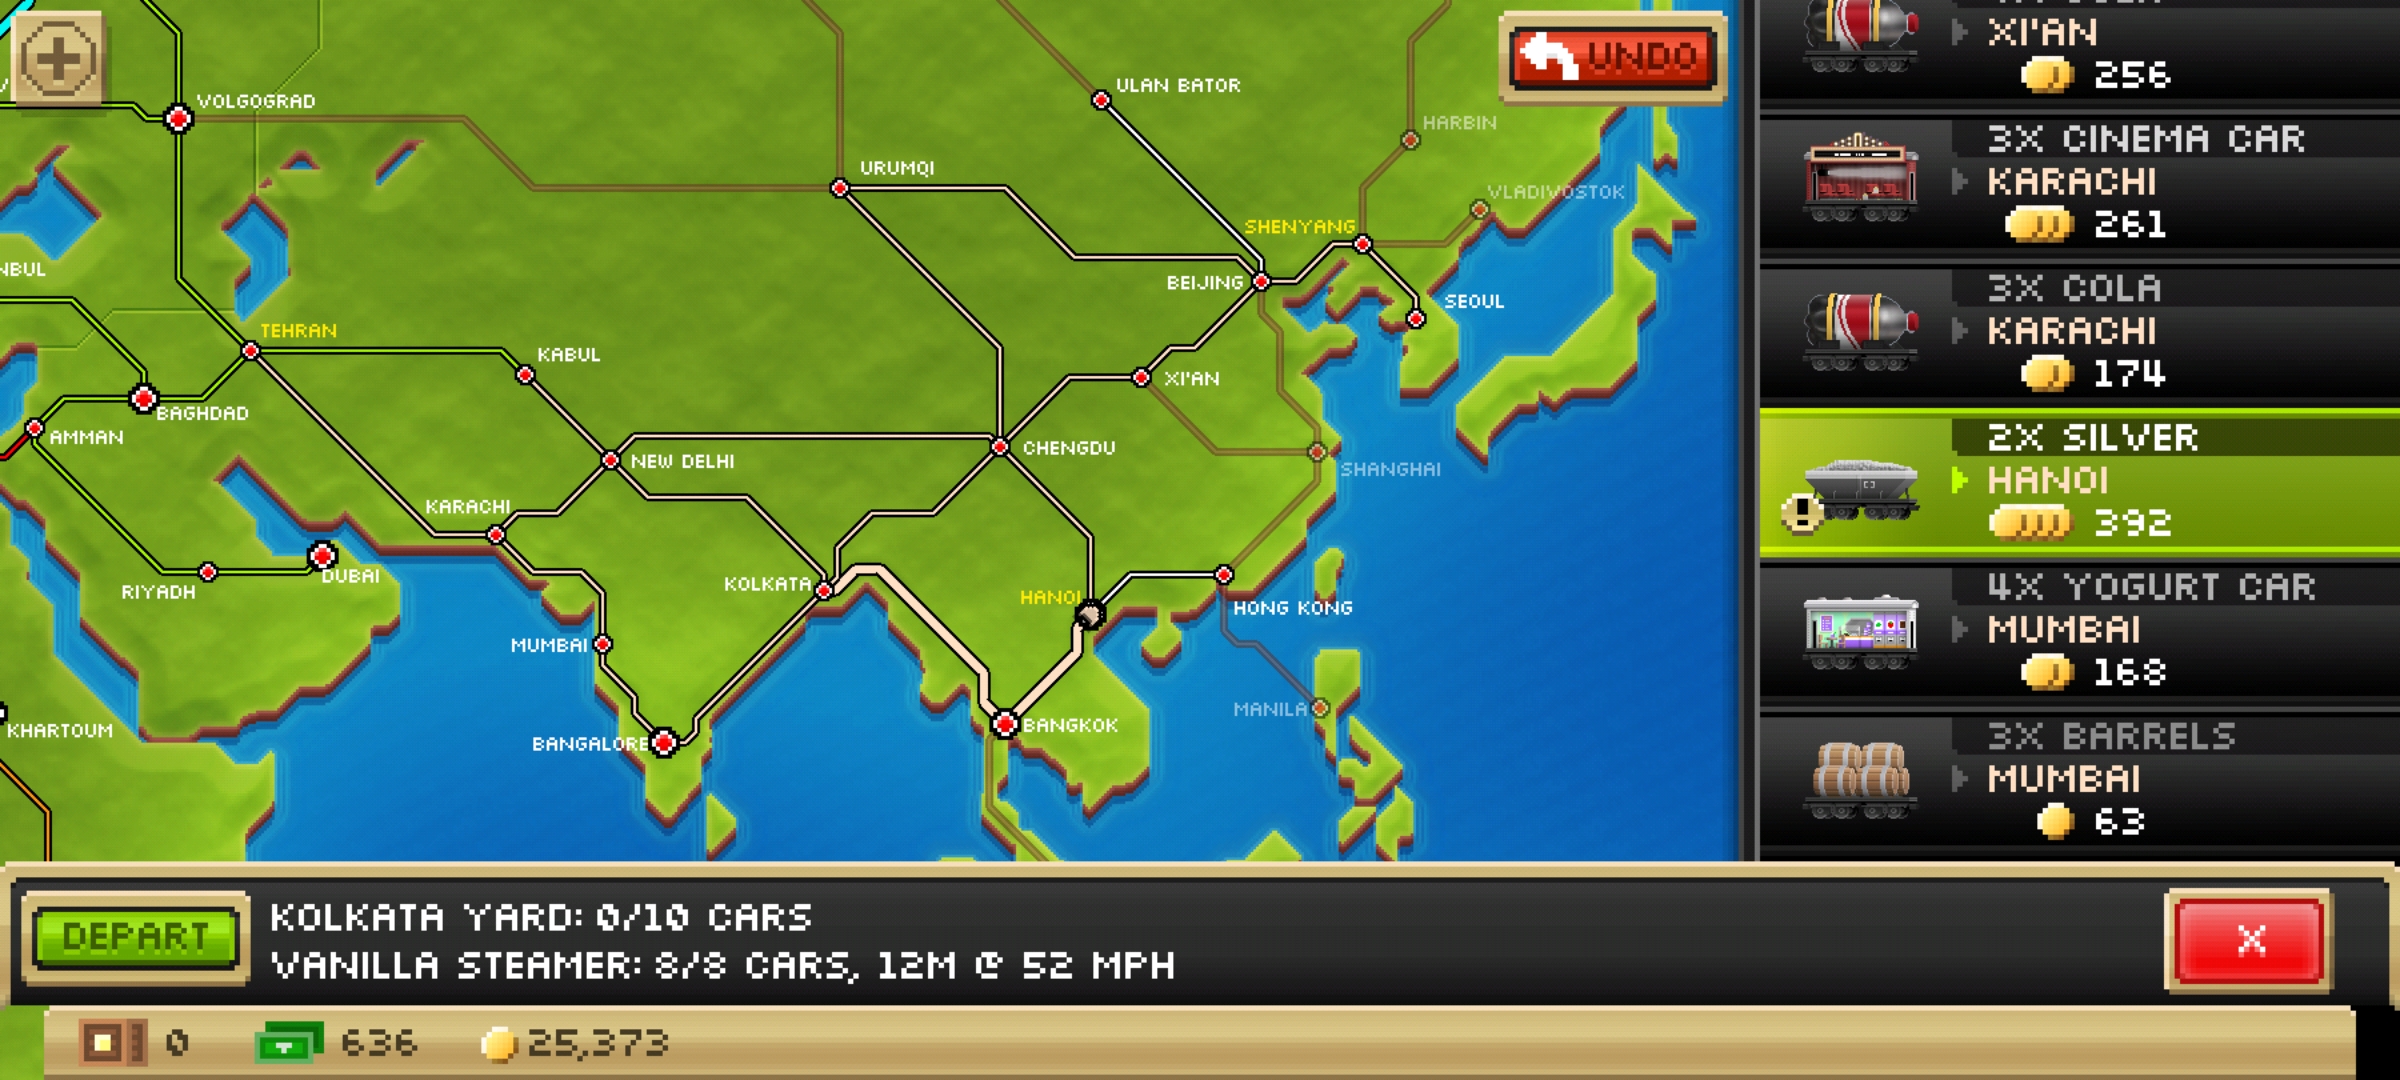 ULAN BATOR
UNDO
VOLGOGRAD
HARBIN
URUMQI
VLADIVOSTOK
SHENYANG
NBUL
BEIJING
SEOUL
TEHRAN
KABUL
XI'AN
BAGHDAD
AMMAN
CHENGDU
NEW DELHI
SHANGHAI
KARACHI
KOLKATA
RIYADH
DUBAI
HANOI
HONG KONG
MUMBAI
MANILA
BANGKOK
KHARTOUM
BANGALORE
XI'AN
256
3X CINEMA CAR
KARACHI
261
3X COLA
KARACHI
174
2X SILVER
HANOI
392
4X YOGURT CAR
MUMBAI
168
3X BARRELS
MUMBAI
63
DEPART
KOLKATA YARD: 0/10 CARS
VANILLA STEAMER: 8/8 CARS, 12M @ 52 MPH
X
0 636 25,373